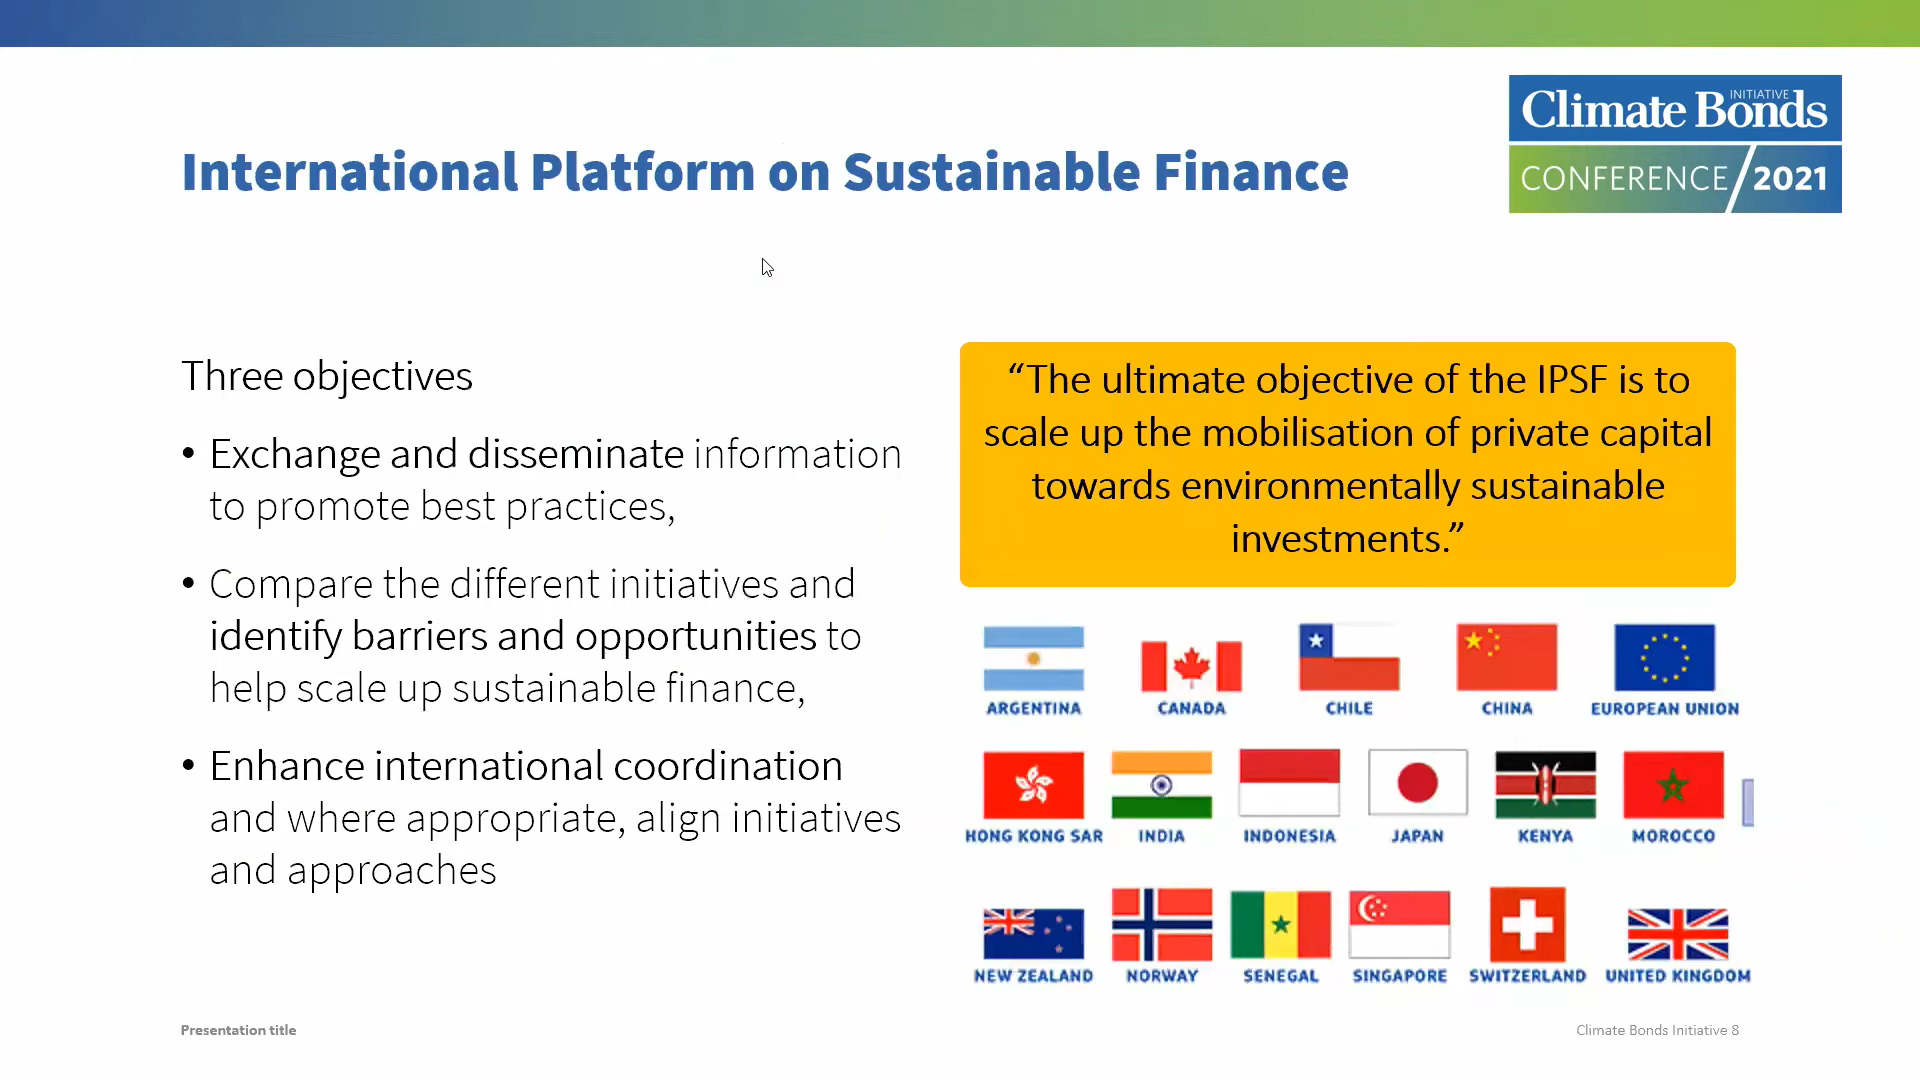 INITIATIVE
Climate Bonds
CONFERENCE/2021
International Platform on Sustainable Finance
Three objectives
• Exchange and disseminate information
to promote best practices,
• Compare the different initiatives and
identify barriers and opportunities to
help scale up sustainable finance,
• Enhance international coordination
and where appropriate, align initiatives
and approaches
“The ultimate objective of the IPSF is to
scale up the mobilisation of private capital
towards environmentally sustainable
investments.”
ARGENTINA CANADA CHILE CHINA EUROPEAN UNION
HONG KONG SAR INDIA INDONESIA JAPAN KENYA MOROCCO
NEW ZEALAND NORWAY SENEGAL SINGAPORE SWITZERLAND UNITED KINGDOM
Presentation title
Climate Bonds Initiative 8